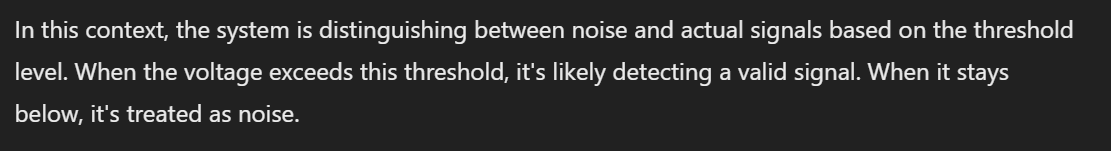 In this context, the system is distinguishing between noise and actual signals based on the threshold
level. When the voltage exceeds this threshold, it's likely detecting a valid signal. When it stays
below, it's treated as noise.